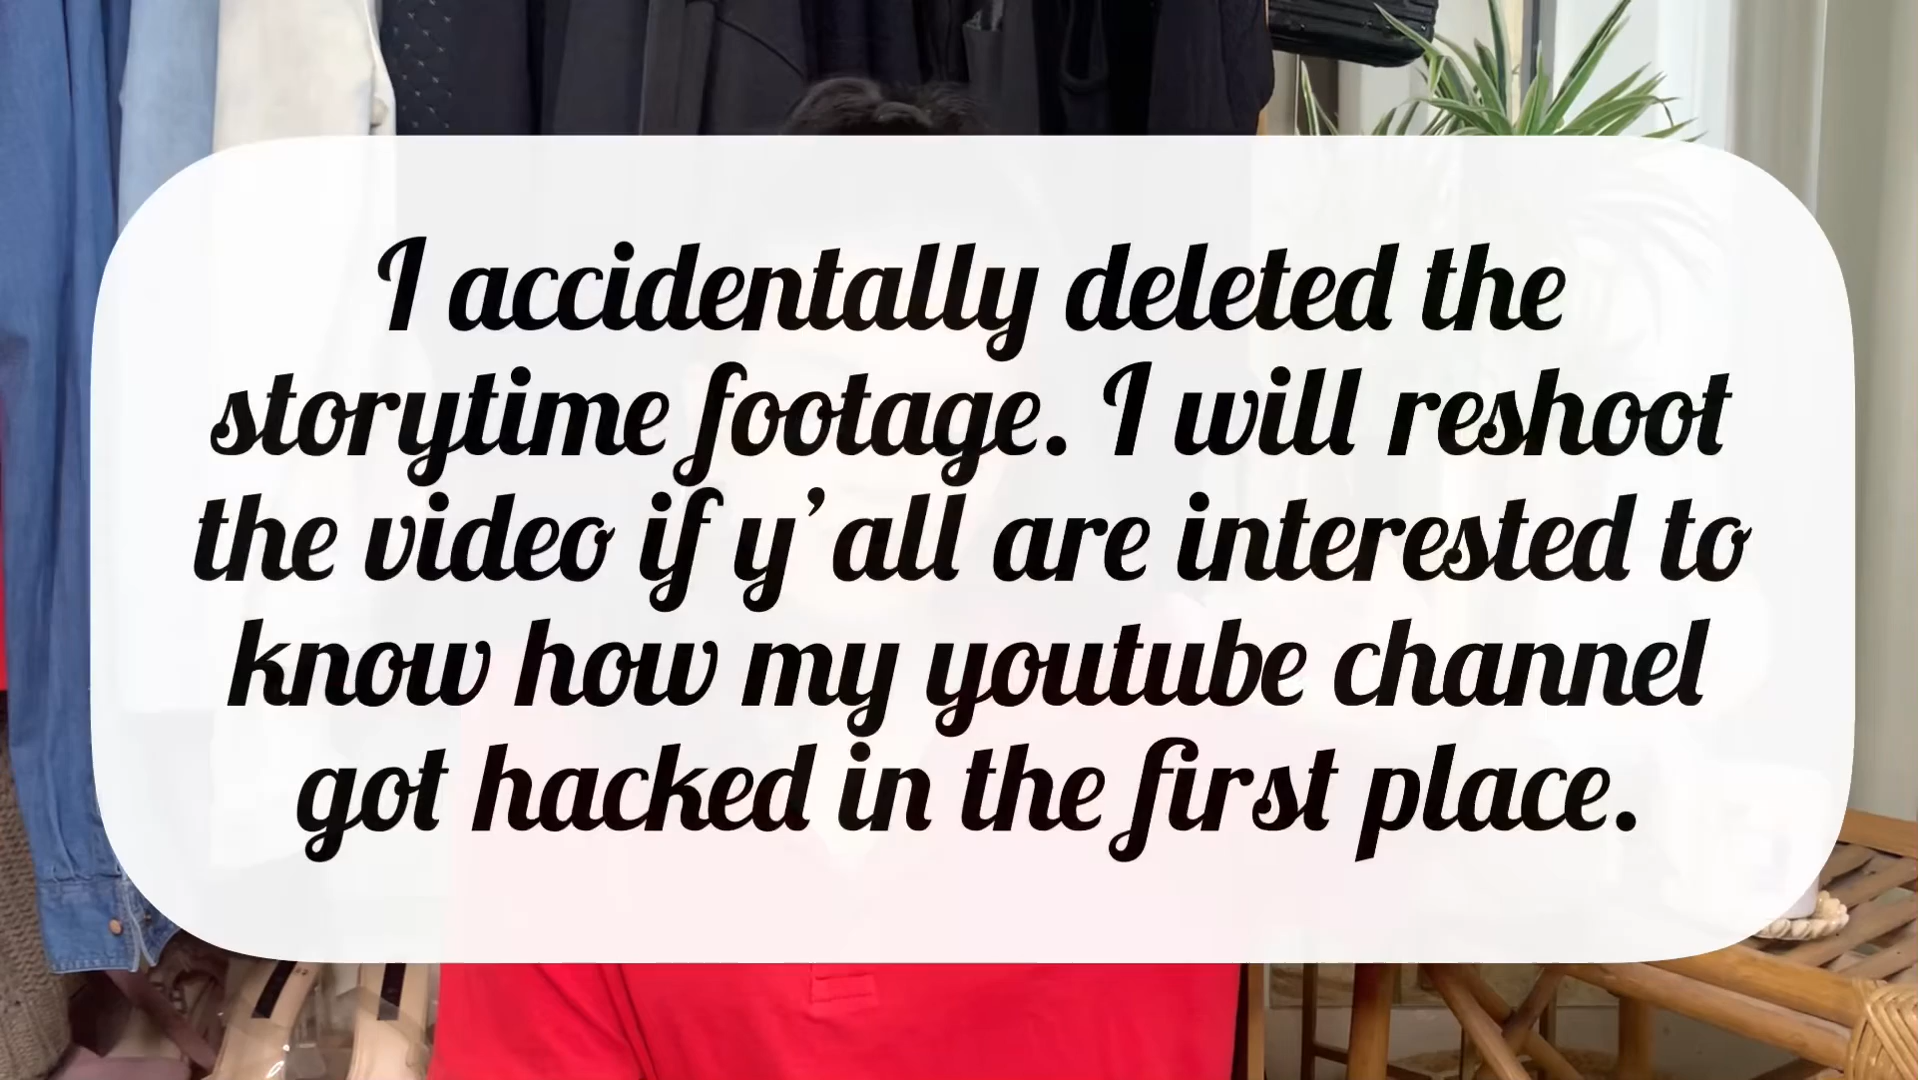 I accidentally deleted the
storytime footage. I will reshoot
the video if y'all are interested to
know how my youtube channel
got hacked in the first place.